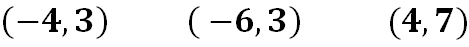 (−4, 3) ( −6, 3) (4, 7)